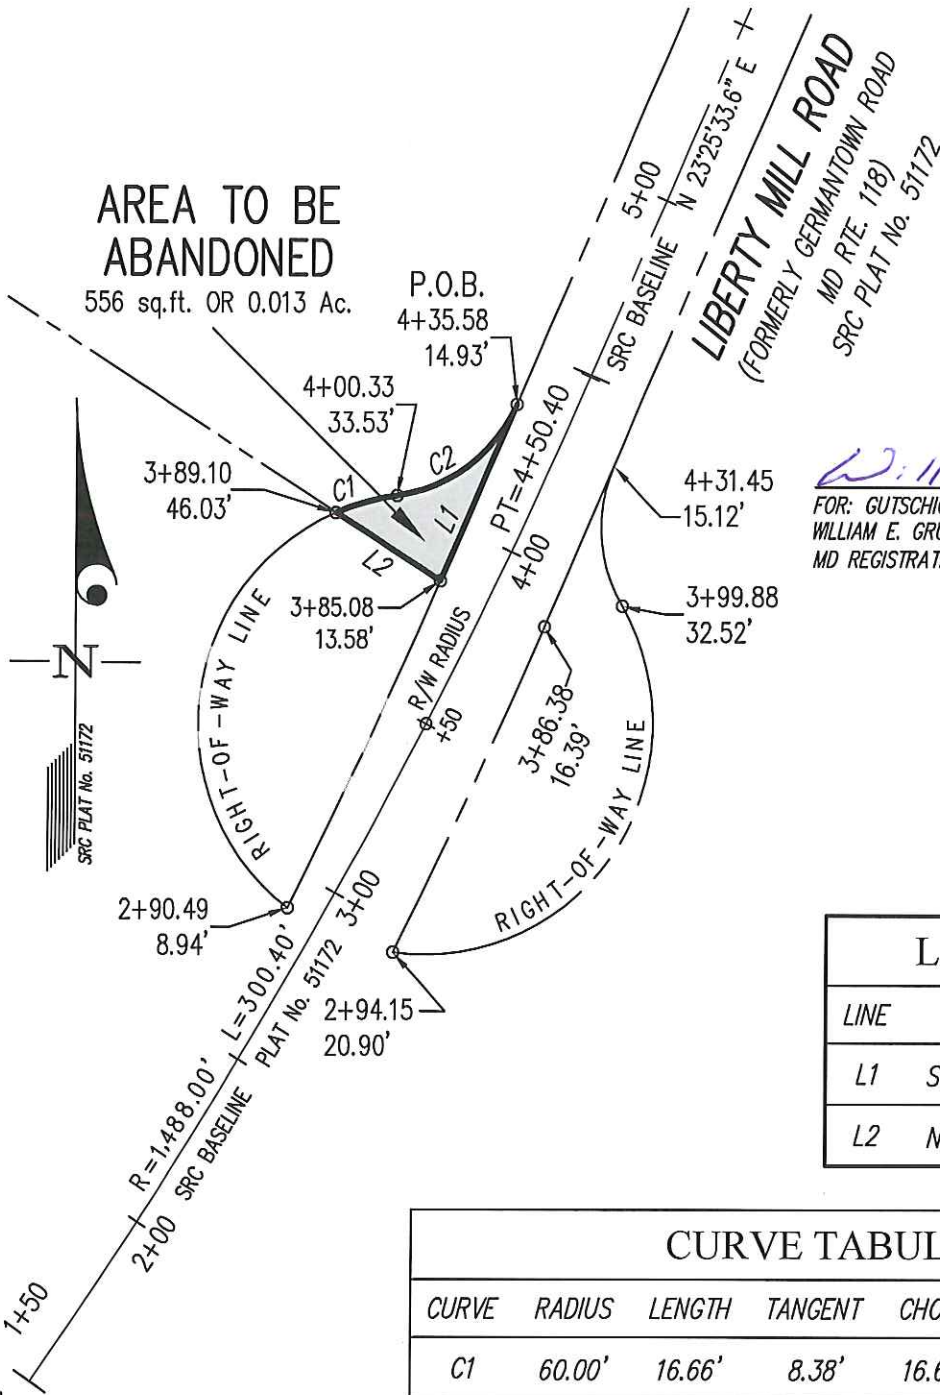 AREA TO BE
ABANDONED
556 sq.ft. OR 0.013 Ac.
P.O.B.
4+35.58
14.93'
4+00.33
33.53'
3+89.10
46.03'
C1
C2
L1
L2
3+85.08
13.58'
5+00
N 23°25'33.6" E
SRC BASELINE
LIBERTY MILL ROAD
(FORMERLY GERMANTOWN ROAD
MD RTE. 118)
SRC PLAT No. 51172
PT=4+50.40
4+00
4+31.45
15.12'
FOR:
WILLIAM E.
MD
3+99.88
32.52'
3+86.38
16.39'
R/W RADIUS
+50
RIGHT-OF-WAY LINE
RIGHT-OF-WAY LINE
N
SRC PLAT No. 51172
2+90.49
8.94'
3+00
2+94.15
20.90'
R=1,488.00' L=300.40'
SRC BASELINE PLAT No. 51172
2+00
1+50
L
LINE
L1 S
L2 N
CURVE TABUL
CURVE RADIUS LENGTH TANGENT CHO
C1 60.00' 16.66' 8.38' 16.6